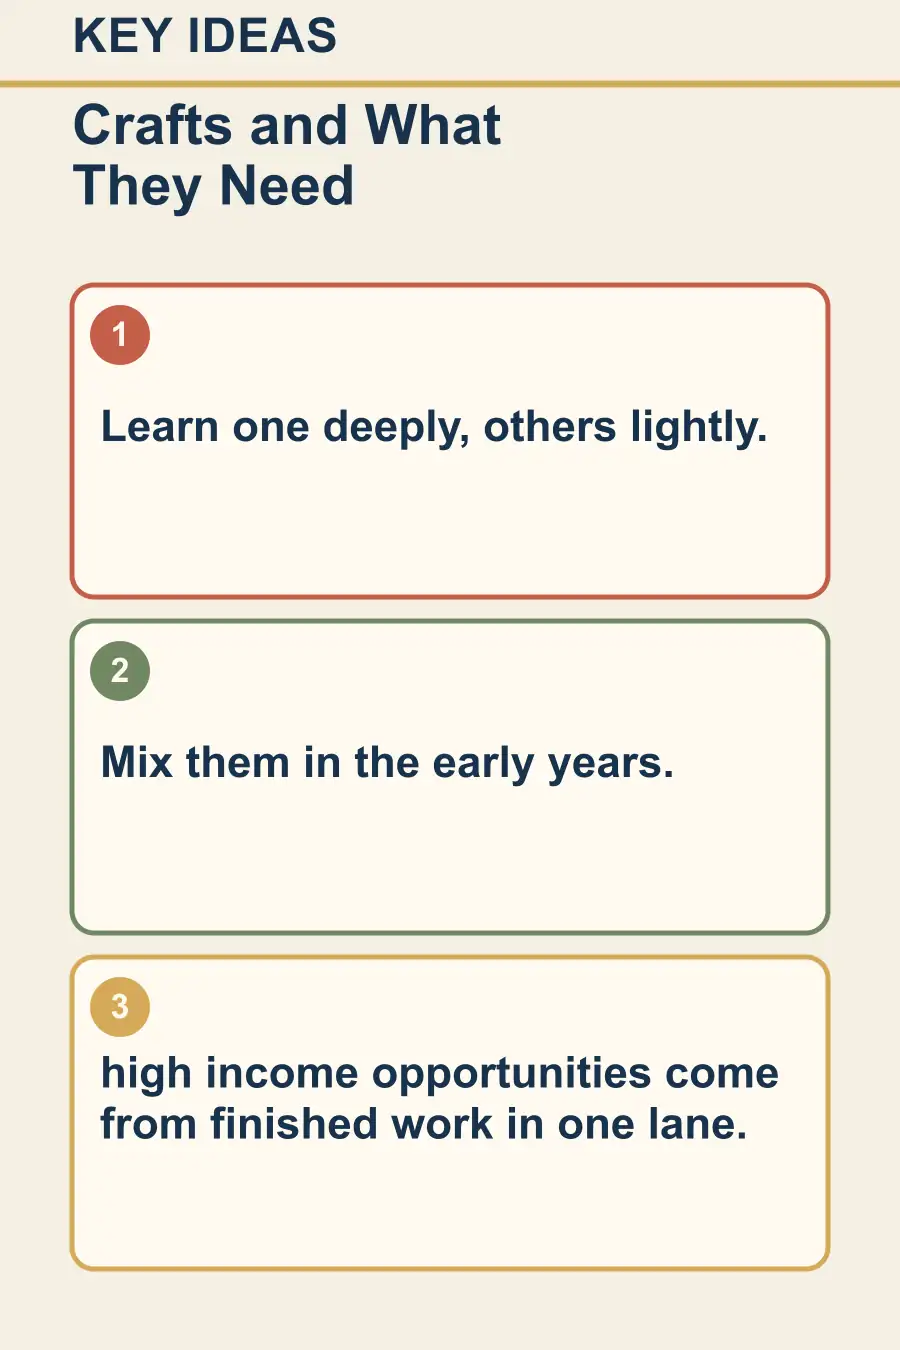 KEY IDEAS
Crafts and What
They Need
1
Learn one deeply, others lightly.
2
Mix them in the early years.
3
high income opportunities come
from finished work in one lane.